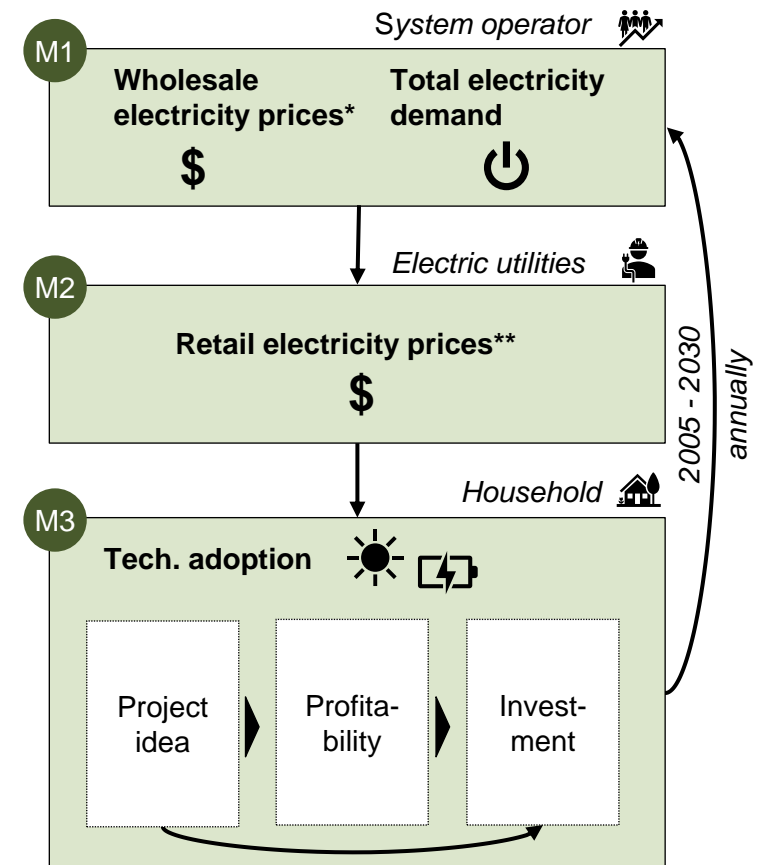 System operator
M1
Wholesale
electricity prices*
$
Total electricity
demand
Electric utilities
M2
Retail electricity prices**
$
2005 - 2030
annually
Household
M3
Tech. adoption
Project
idea
Profita-
bility
Invest-
ment